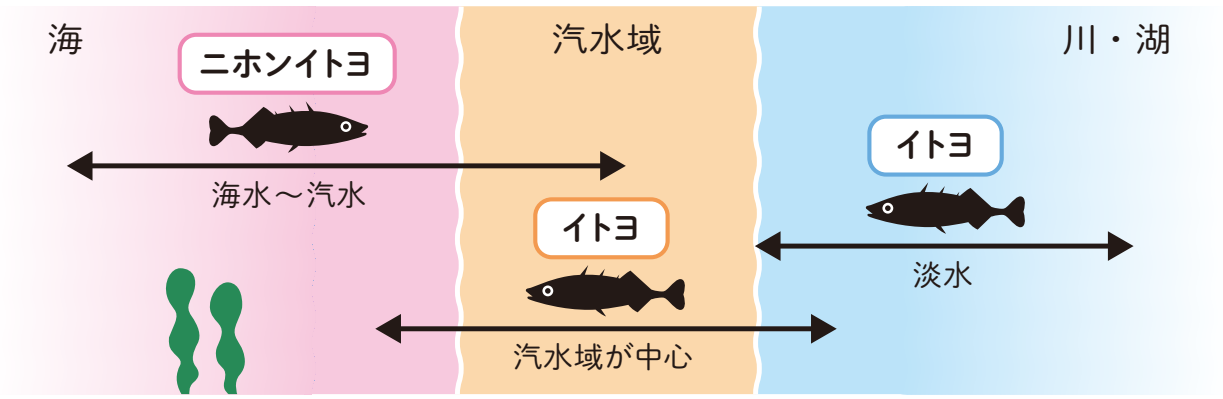 海
汽水域
川・湖
ニホンイトヨ
海水〜汽水
イトヨ
淡水
イトヨ
汽水域が中心